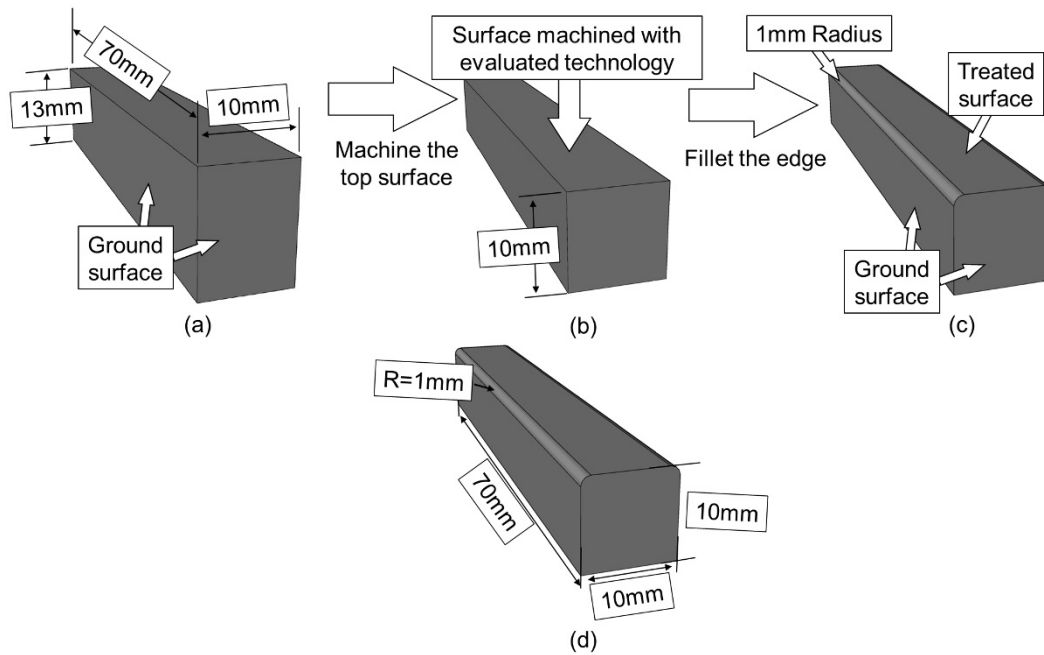 70mm
13mm
10mm
Ground
surface
(a)
Machine the
top surface
Surface machined with
evaluated technology
10mm
(b)
Fillet the edge
1mm Radius
Treated
surface
Ground
surface
(c)
R=1mm
70mm
10mm
10mm
(d)